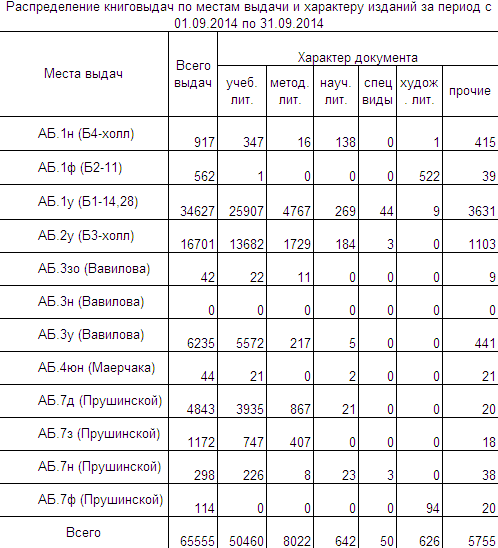 Распределение книговыдач по местам выдачи и характеру изданий за период с
01.09.2014 по 31.09.2014
Места выдач Всего выдач Характер документа
учеб. лит. метод. лит. науч. лит. спец виды худож . лит. прочие
АБ.1н (Б4-холл) 917 347 16 138 0 1 415
АБ.1ф (Б2-11) 562 1 0 0 0 522 39
АБ.1у (Б1-14,28) 34627 25907 4767 269 44 9 3631
АБ.2у (Б3-холл) 16701 13682 1729 184 3 0 1103
АБ.3зо (Вавилова) 42 22 11 0 0 0 9
АБ.3н (Вавилова) 0 0 0 0 0 0 0
АБ.3у (Вавилова) 6235 5572 217 5 0 0 441
АБ.4юн (Маерчака) 44 21 0 2 0 0 21
АБ.7д (Прушинской) 4843 3935 867 21 0 0 20
АБ.7з (Прушинской) 1172 747 407 0 0 0 18
АБ.7н (Прушинской) 298 226 8 23 3 0 38
АБ.7ф (Прушинской) 114 0 0 0 0 94 20
Всего 65555 50460 8022 642 50 626 5755